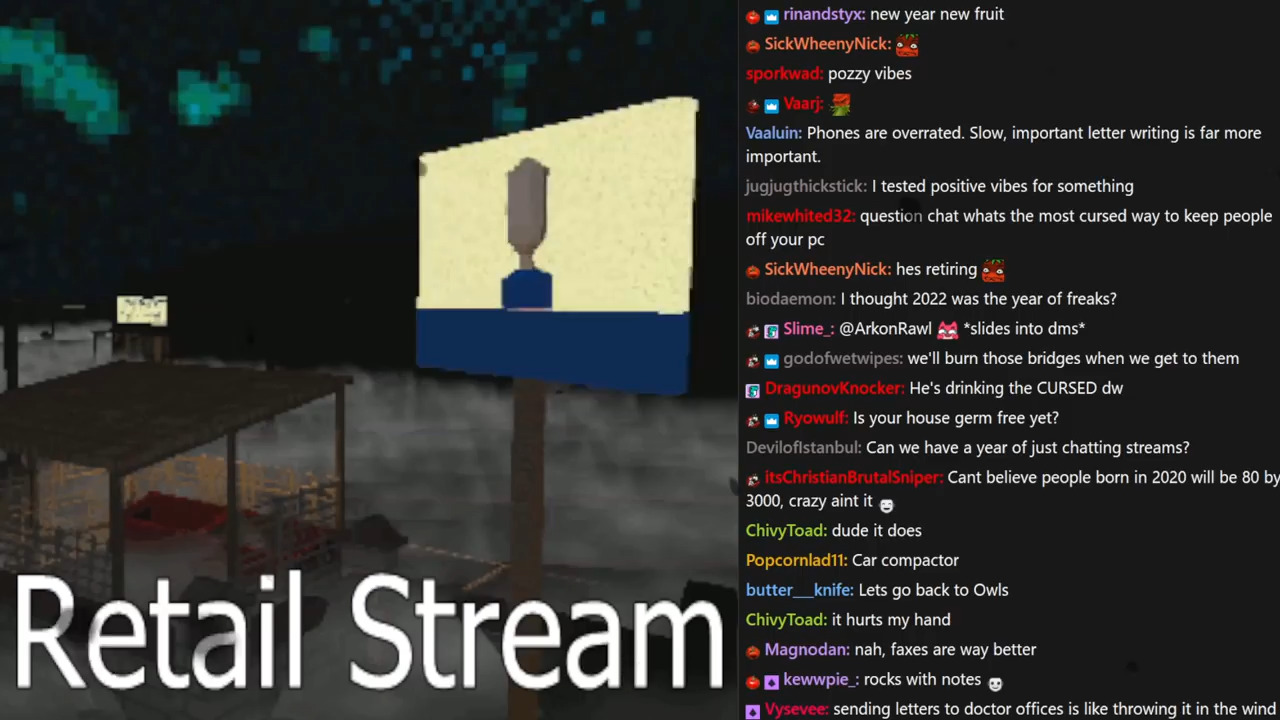 rinandstyx: new year new fruit
SickWheenyNick:
sporkwad: pozzy vibes
Vaarj:
Vaaluin: Phones are overrated. Slow, important letter writing is far more
important.
jugjugthickstick: I tested positive vibes for something
mikewhited32: question chat whats the most cursed way to keep people
off your pc
SickWheenyNick: hes retiring
biodaemon: I thought 2022 was the year of freaks?
Slime_: @ArkonRawl *slides into dms*
godofwetwipes: we'll burn those bridges when we get to them
DragunovKnocker: He's drinking the CURSED dw
Ryowulf: Is your house germ free yet?
DevilofIstanbul: Can we have a year of just chatting streams?
itsChristianBrutalSniper: Cant believe people born in 2020 will be 80 by
3000, crazy aint it
ChivyToad: dude it does
Popcornlad11: Car compactor
butter___knife: Lets go back to Owls
ChivyToad: it hurts my hand
Magnodan: nah, faxes are way better
kewwpie_: rocks with notes
Vysevee: sending letters to doctor offices is like throwing it in the wind
Retail Stream